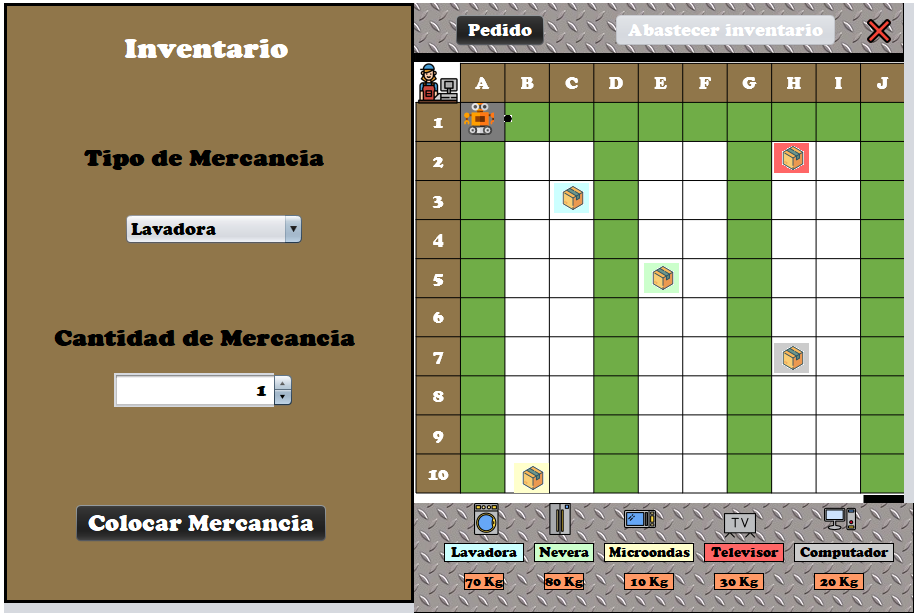 Inventario
Tipo de Mercancia
Lavadora
Cantidad de Mercancia
1
Colocar Mercancia
Pedido Abastecer inventario
A B C D E F G H I J
1
2
3
4
5
6
7
8
9
10
TV
Lavadora Nevera Microondas Televisor Computador
70 Kg 80 Kg 10 Kg 30 Kg 20 Kg